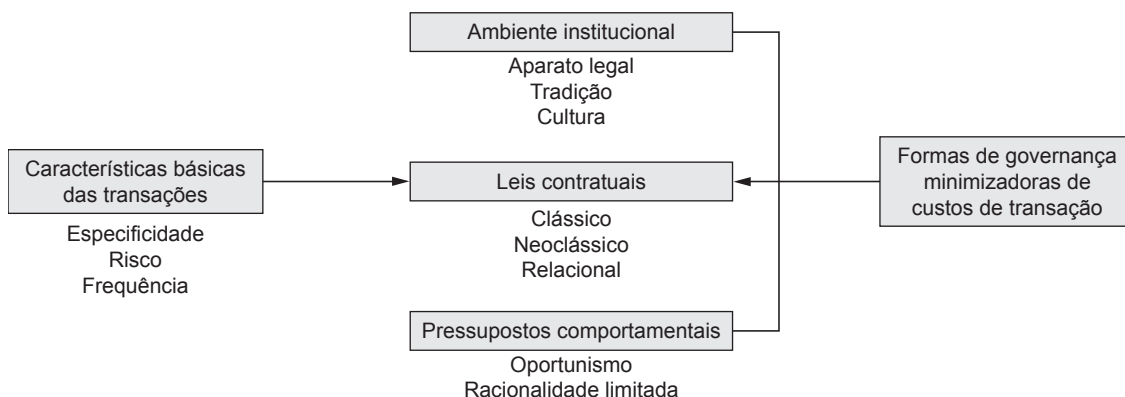 Ambiente institucional
Aparato legal
Tradição
Cultura
Características básicas
das transações
Especificidade
Risco
Frequência
Leis contratuais
Clássico
Neoclássico
Relacional
Formas de governança
minimizadoras de
custos de transação
Pressupostos comportamentais
Oportunismo
Racionalidade limitada